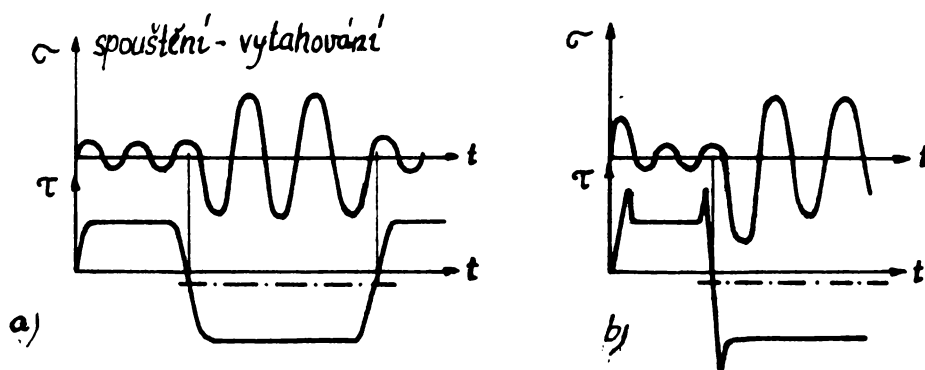 σ spouštění - vytahování σ
t t
τ τ
t t
a) b)